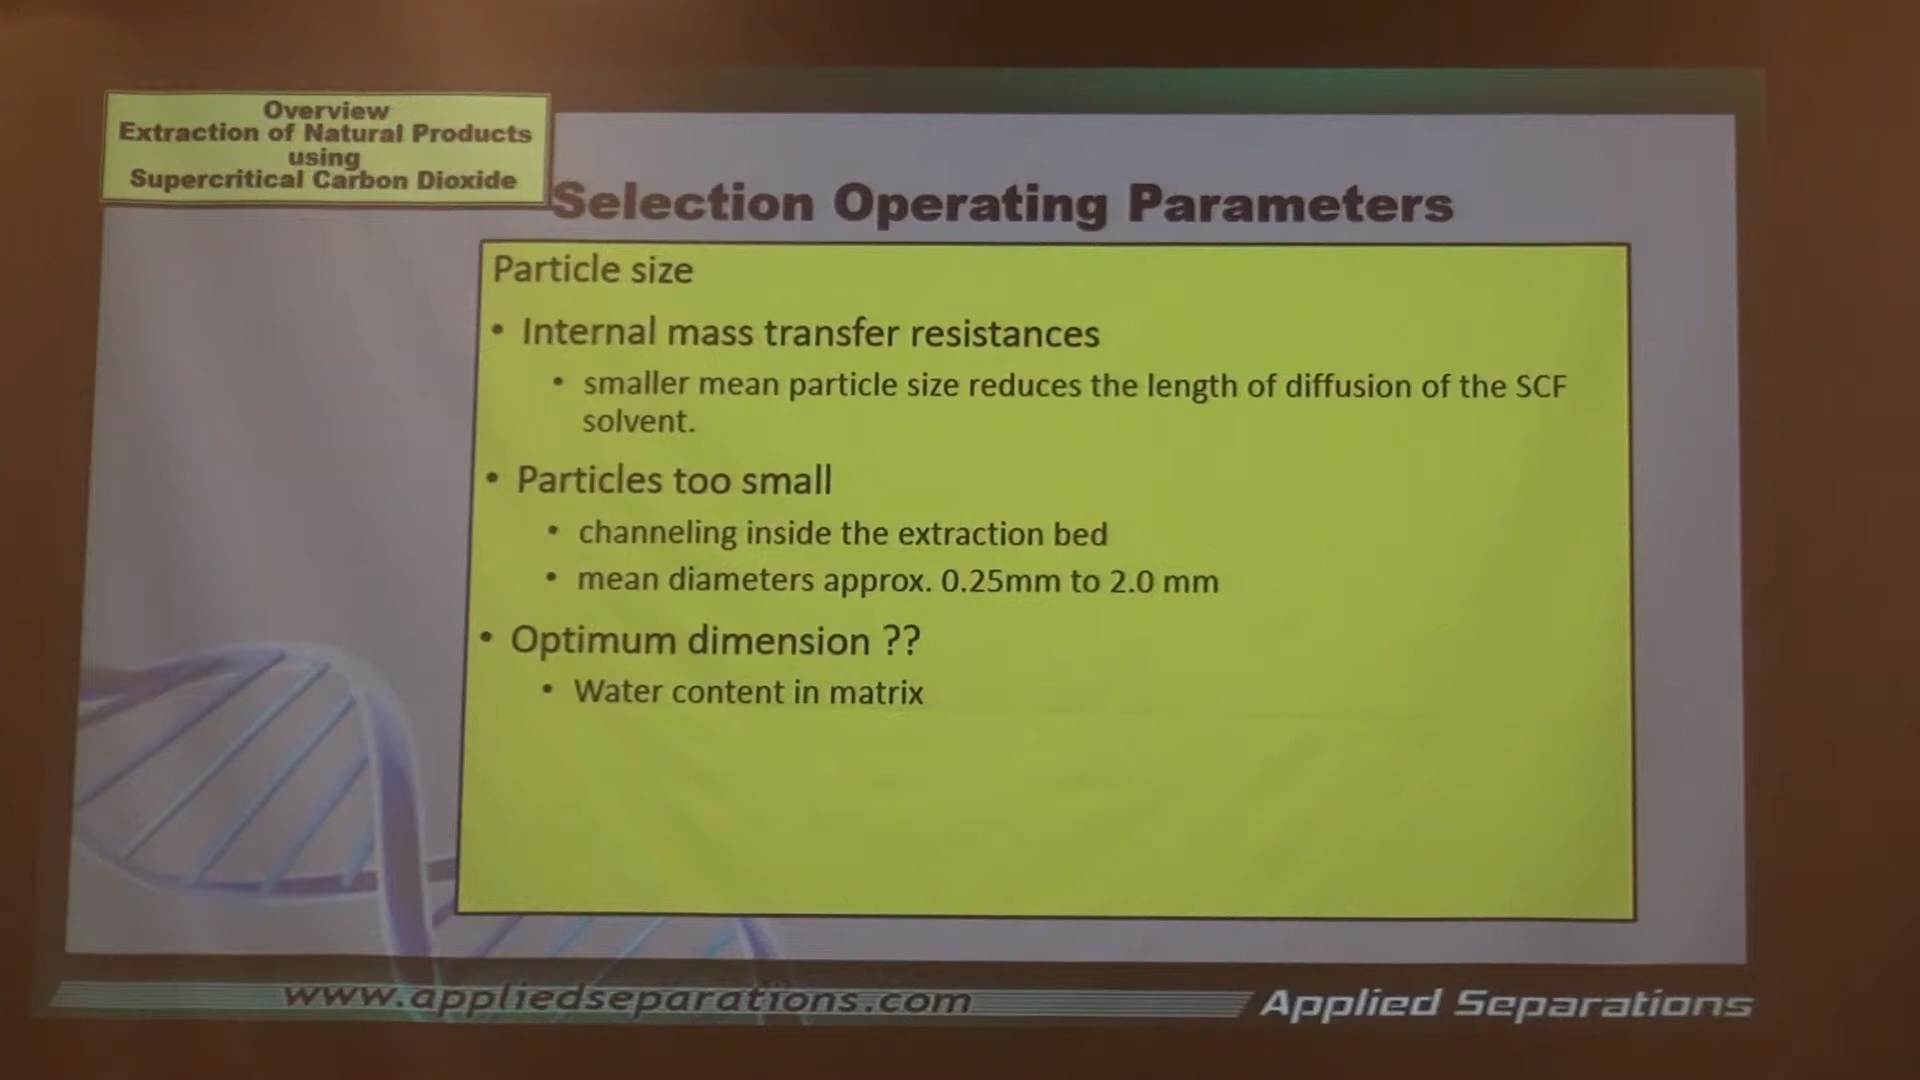 Overview
Extraction of Natural Products
using
Supercritical Carbon Dioxide
Selection Operating Parameters
Particle size
• Internal mass transfer resistances
• smaller mean particle size reduces the length of diffusion of the SCF
solvent.
• Particles too small
• channeling inside the extraction bed
• mean diameters approx. 0.25mm to 2.0 mm
• Optimum dimension ??
• Water content in matrix
www.appliedseparations.com
Applied Separations